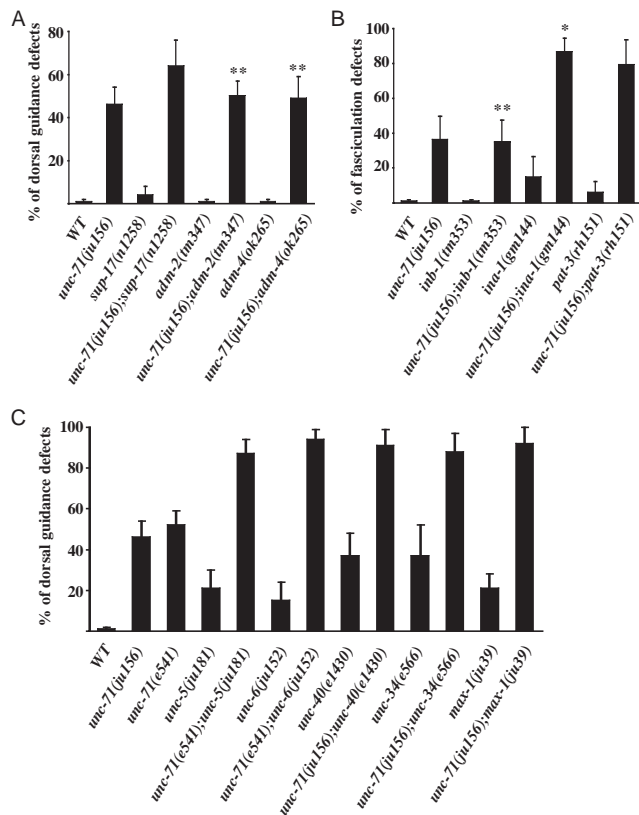 A
% of dorsal guidance defects
80
60
40
20
**
**
WT
unc-71(ju156)
sup-17(n1258)
unc-71(ju156);sup-17(n1258)
adm-2(tm347)
unc-71(ju156);adm-2(tm347)
adm-4(ok265)
unc-71(ju156);adm-4(ok265)
B
% of fasciculation defects
100
80
60
40
20
**
*
WT
unc-71(ju156)
inb-1(tm353)
unc-71(ju156);inb-1(tm353)
ina-1(gm144)
unc-71(ju156);ina-1(gm144)
pat-3(rh151)
unc-71(ju156);pat-3(rh151)
C
% of dorsal guidance defects
100
80
60
40
20
WT
unc-71(ju156)
unc-71(e541)
unc-5(ju181)
unc-71(e541);unc-5(ju181)
unc-6(ju152)
unc-71(e541);unc-6(ju152)
unc-40(e1430)
unc-71(ju156);unc-40(e1430)
unc-34(e566)
unc-71(ju156);unc-34(e566)
max-1(ju39)
unc-71(ju156);max-1(ju39)